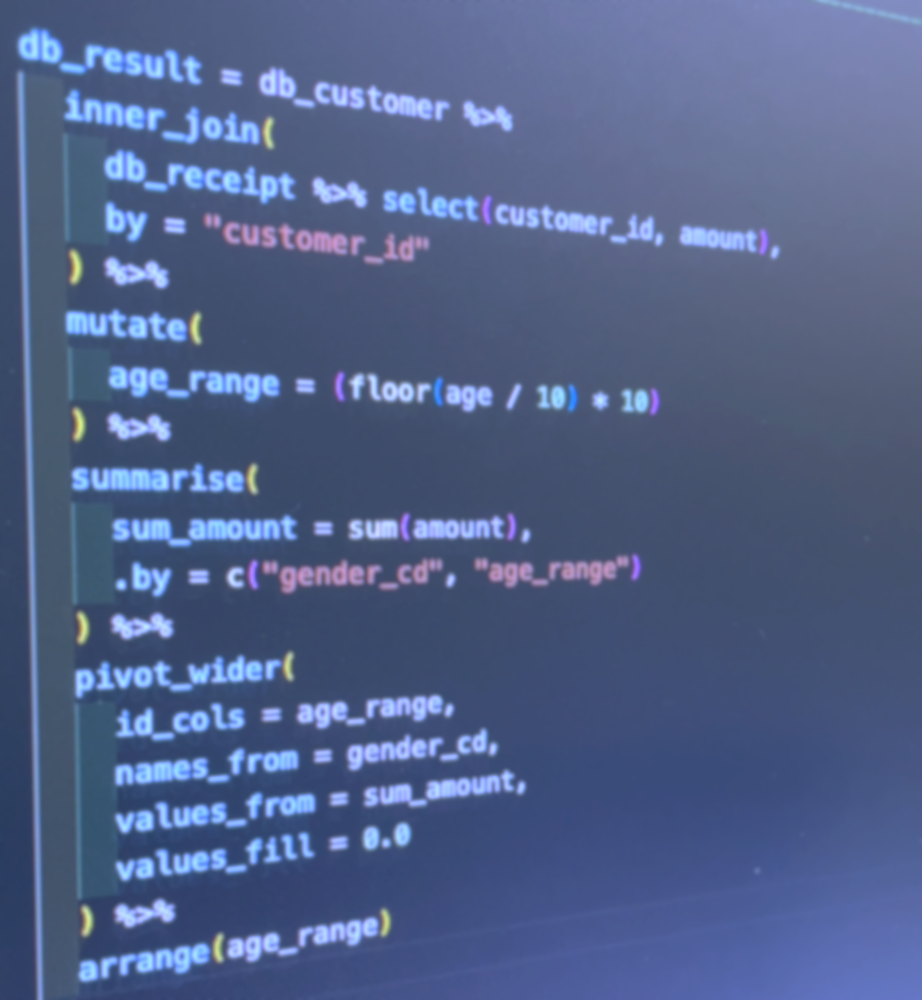 db_result = db_customer %>%
inner_join(
db_receipt %>% select(customer_id, amount),
by = "customer_id"
) %>%
mutate(
age_range = (floor(age / 10) * 10)
) %>%
summarise(
sum_amount = sum(amount),
.by = c("gender_cd", "age_range")
) %>%
pivot_wider(
id_cols = age_range,
names_from = gender_cd,
values_from = sum_amount,
values_fill = 0.0
) %>%
arrange(age_range)